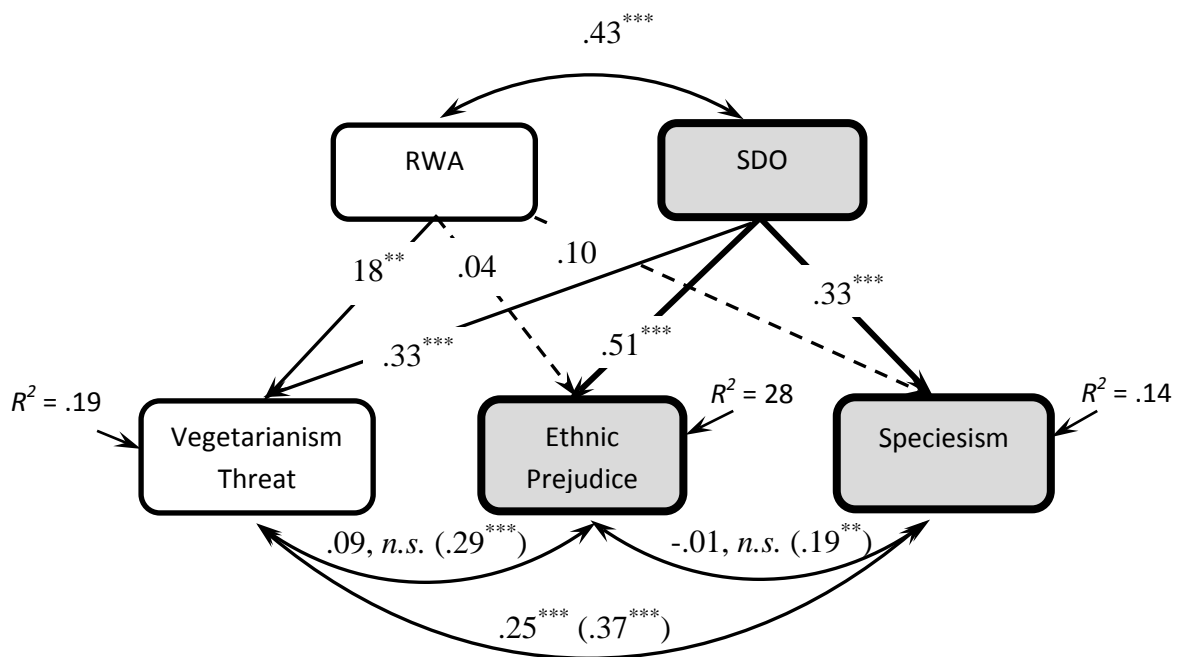 .43***
RWA
SDO
18**
.04
.10
.33***
.33***
.51***
R² = .19
R² = 28
R² = .14
Vegetarianism
Threat
Ethnic
Prejudice
Speciesism
.09, n.s. (.29***)
-.01, n.s. (.19**)
.25*** (.37***)